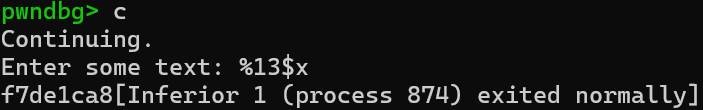 pwndbg> c
Continuing.
Enter some text: %13$x
f7de1ca8[Inferior 1 (process 874) exited normally]